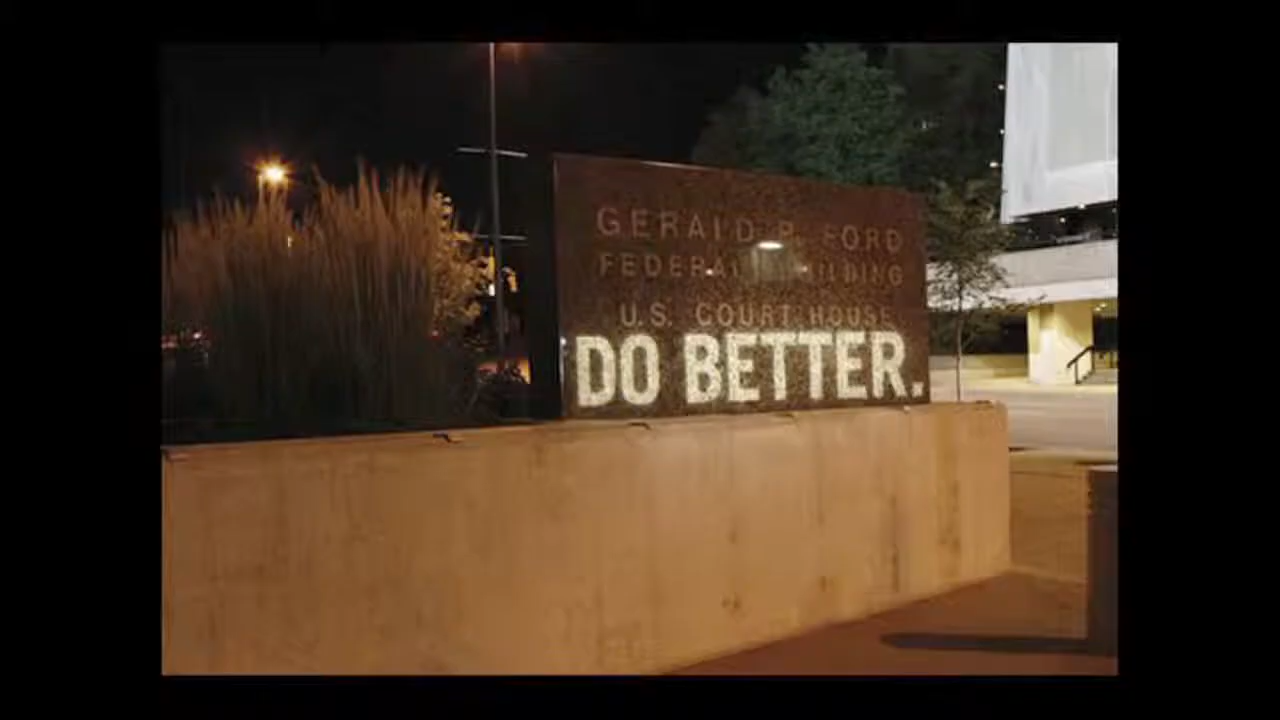 GERALD R. FORD
FEDERAL BUILDING
U.S. COURT HOUSE
DO BETTER.